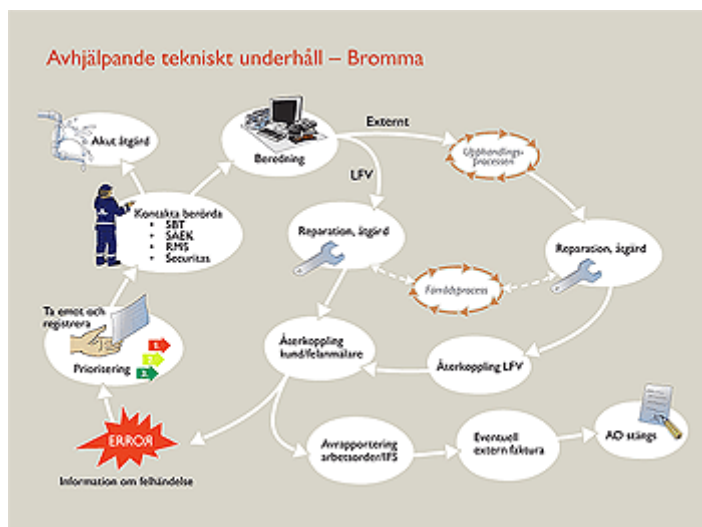 Avhjälpande tekniskt underhåll – Bromma
Akut åtgärd
Beredning
Externt
Upphandlings-
processen
LFV
Kontakta berörda
• SBT
• SAEK
• RMS
• Securitas
Reparation, åtgärd
Reparation, åtgärd
Förrådsprocess
Ta emot och
registrera
1.
2.
3.
Prioritering
Återkoppling
kund/felanmälare
Återkoppling LFV
ERROR
Information om felhändelse
Avrapportering
arbetsorder/IFS
Eventuell
extern faktura
AO stängs